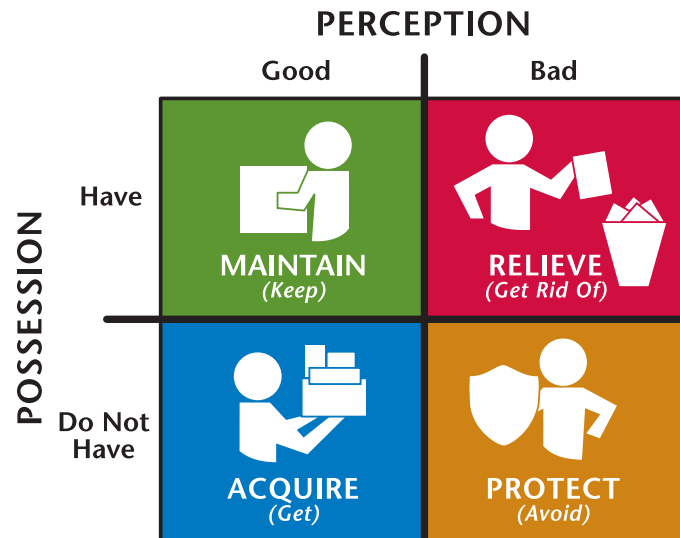 PERCEPTION
Good
Bad
POSSESSION
Have
MAINTAIN
(Keep)
RELIEVE
(Get Rid Of)
Do Not
Have
ACQUIRE
(Get)
PROTECT
(Avoid)